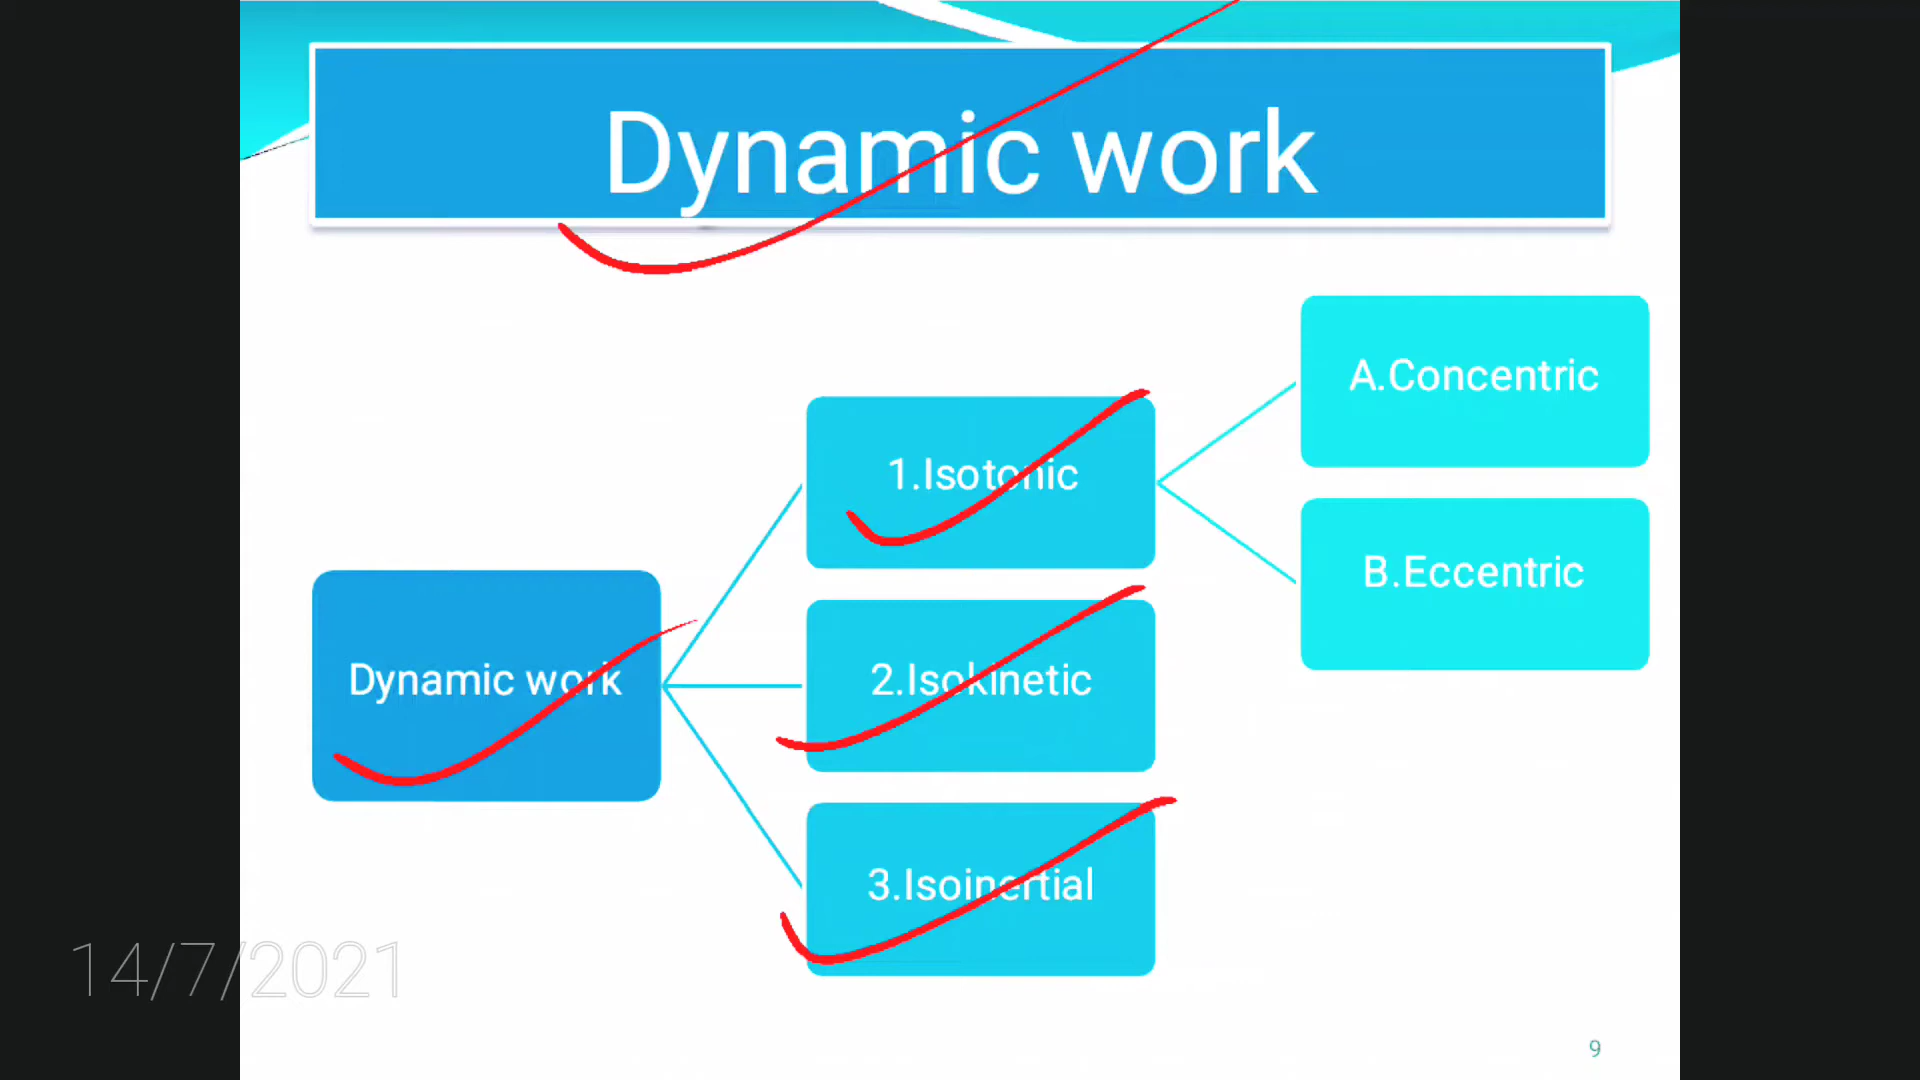 Dynamic work
A.Concentric
1.Isotonic
B.Eccentric
Dynamic work
2.Isokinetic
3.Isoinertial
14/7/2021
9